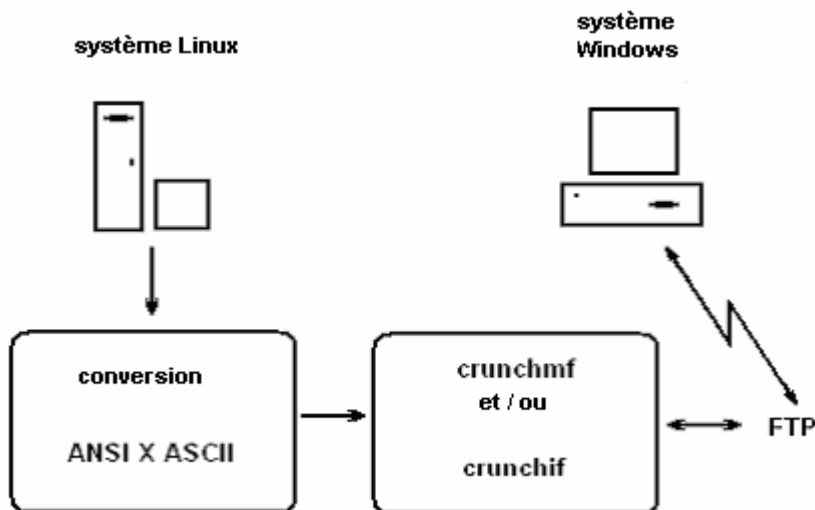 système Linux
système
Windows
conversion
ANSI X ASCII
crunchmf
et / ou
crunchif
FTP